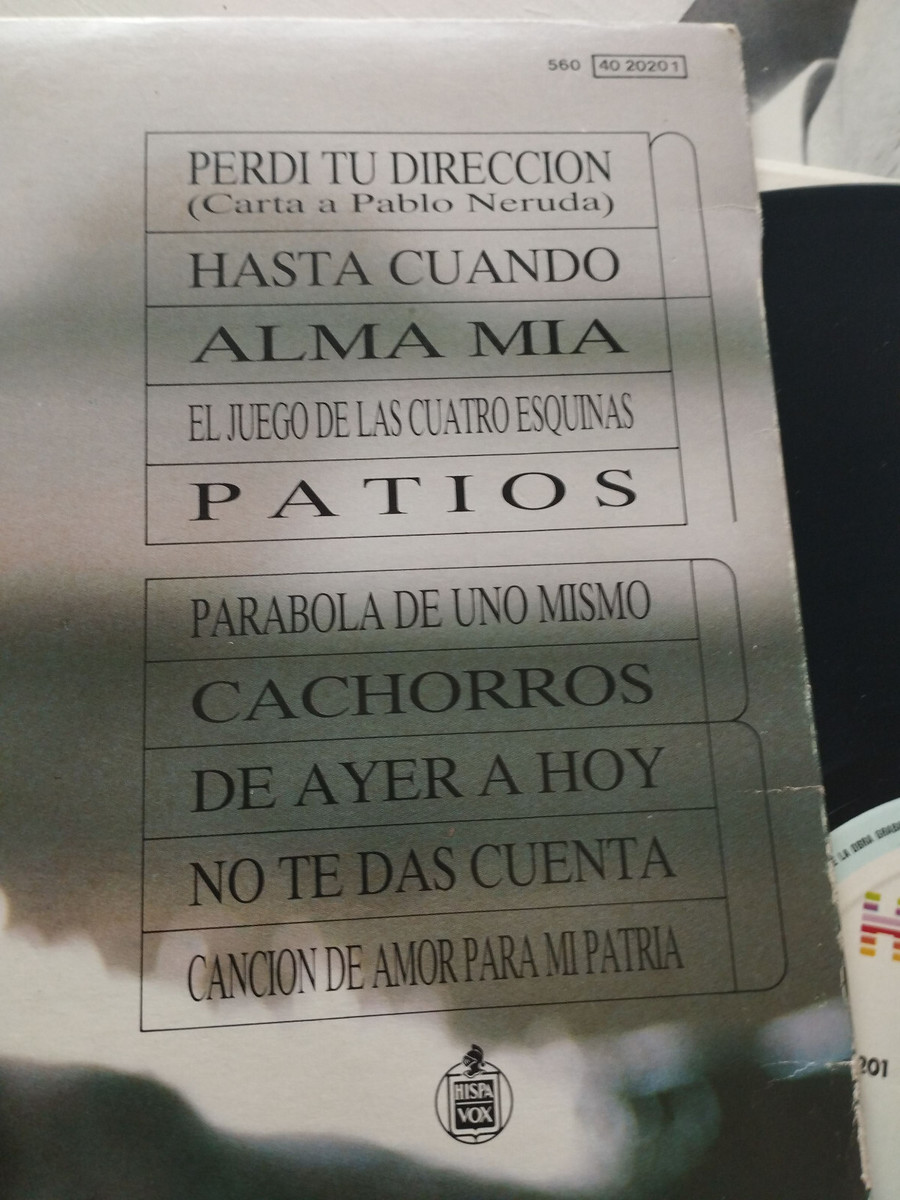 560 40 20201
PERDI TU DIRECCION
(Carta a Pablo Neruda)
HASTA CUANDO
ALMA MIA
EL JUEGO DE LAS CUATRO ESQUINAS
PATIOS
PARABOLA DE UNO MISMO
CACHORROS
DE AYER A HOY
NO TE DAS CUENTA
CANCION DE AMOR PARA MI PATRIA
HISPA
VOX
LA OBRA
201